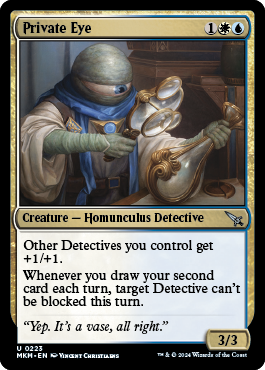 Private Eye 1
Creature — Homunculus Detective
Other Detectives you control get
+1/+1.
Whenever you draw your second
card each turn, target Detective can't
be blocked this turn.
“Yep. It’s a vase, all right.”
3/3
U 0223
MKM • EN Vincent Christiaens
™ & © 2024 Wizards of the Coast